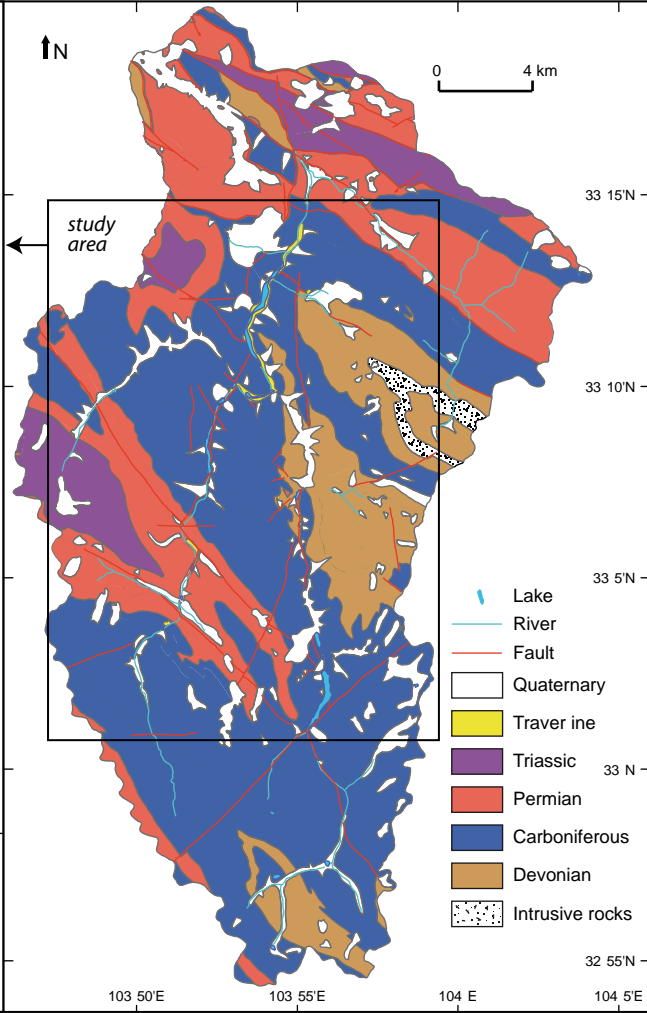 N
0 4 km
33 15'N
study
area
33 10'N
33 5'N
Lake
River
Fault
Quaternary
Traver ine
Triassic
33 N
Permian
Carboniferous
Devonian
Intrusive rocks
32 55'N
103 50'E 103 55'E 104 E 104 5'E